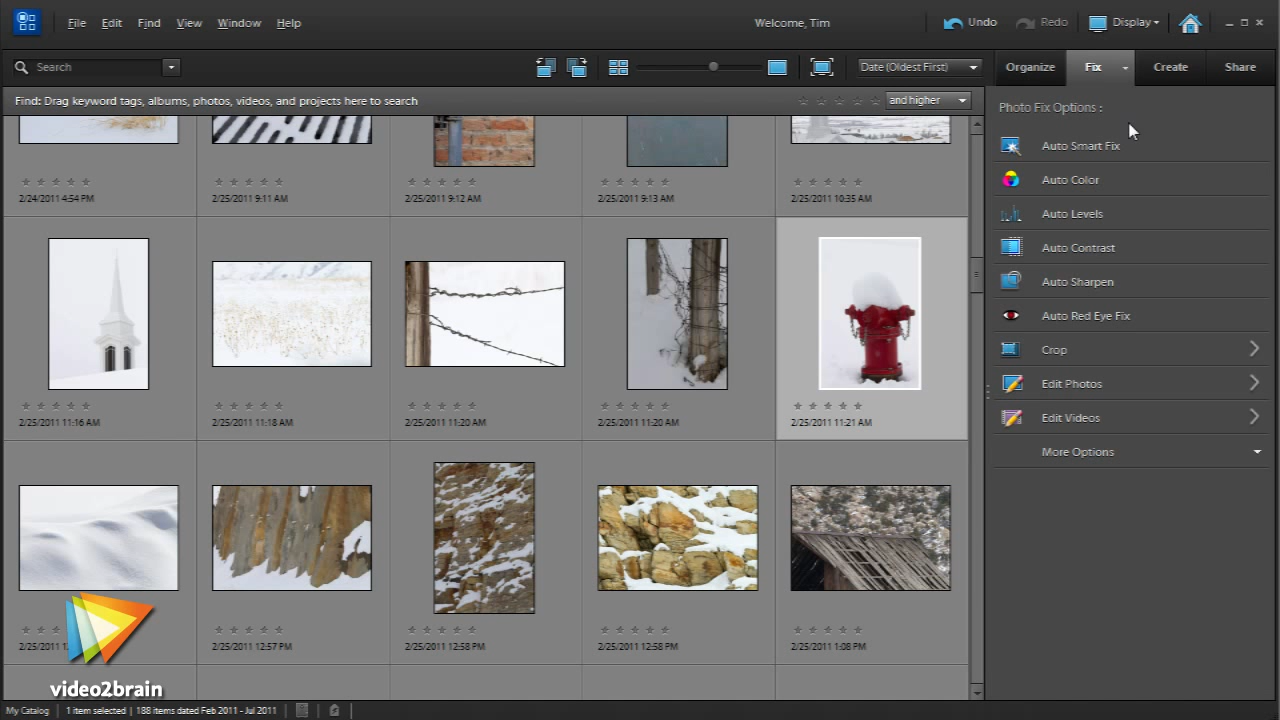 File Edit Find View Window Help
Welcome, Tim
Undo Redo Display
Search
Date (Oldest First)
Organize Fix Create Share
Find: Drag keyword tags, albums, photos, videos, and projects here to search
and higher
Photo Fix Options :
Auto Smart Fix
Auto Color
Auto Levels
Auto Contrast
Auto Sharpen
Auto Red Eye Fix
Crop
Edit Photos
Edit Videos
More Options
2/24/2011 4:54 PM 2/25/2011 9:11 AM 2/25/2011 9:12 AM 2/25/2011 9:13 AM 2/25/2011 10:35 AM
2/25/2011 11:16 AM 2/25/2011 11:18 AM 2/25/2011 11:20 AM 2/25/2011 11:20 AM 2/25/2011 11:21 AM
2/25/2011 2/25/2011 12:57 PM 2/25/2011 12:58 PM 2/25/2011 12:58 PM 2/25/2011 1:08 PM
video2brain
My Catalog 1 item selected | 188 items dated Feb 2011 - Jul 2011